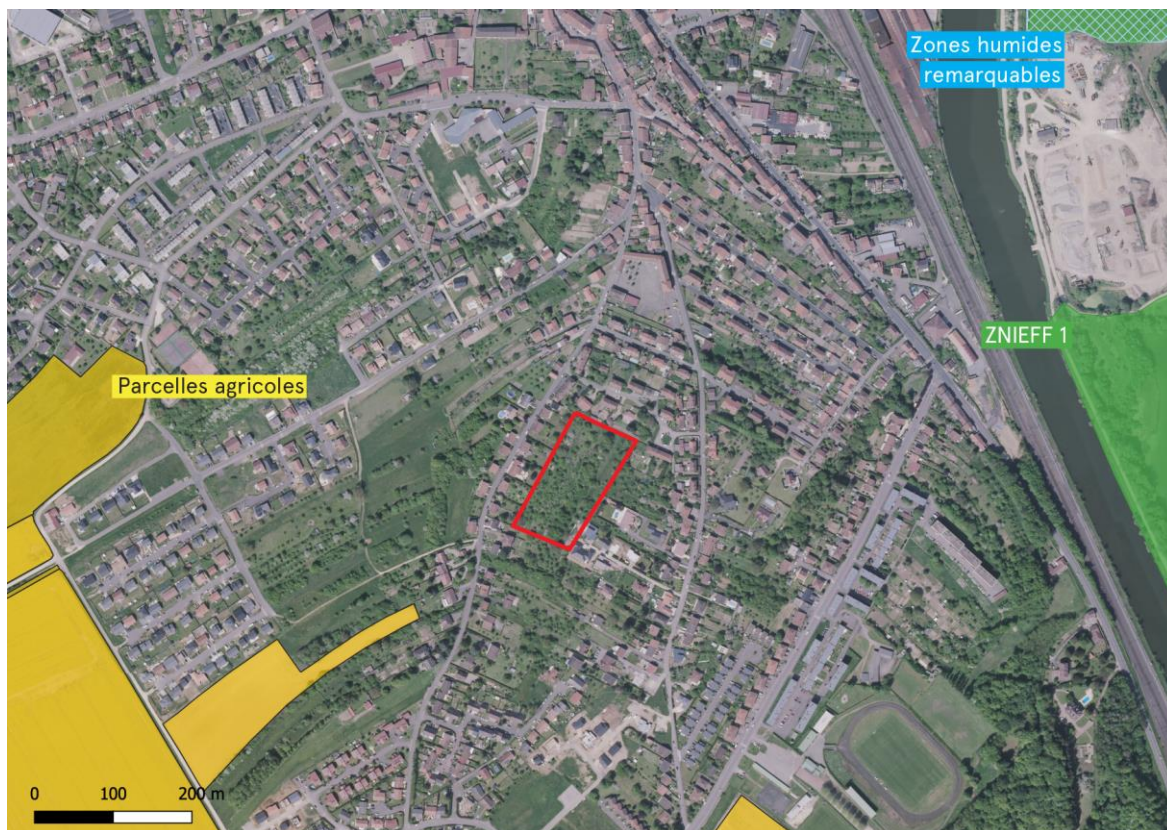 Zones humides
remarquables
ZNIEFF 1
Parcelles agricoles
0 100 200 m